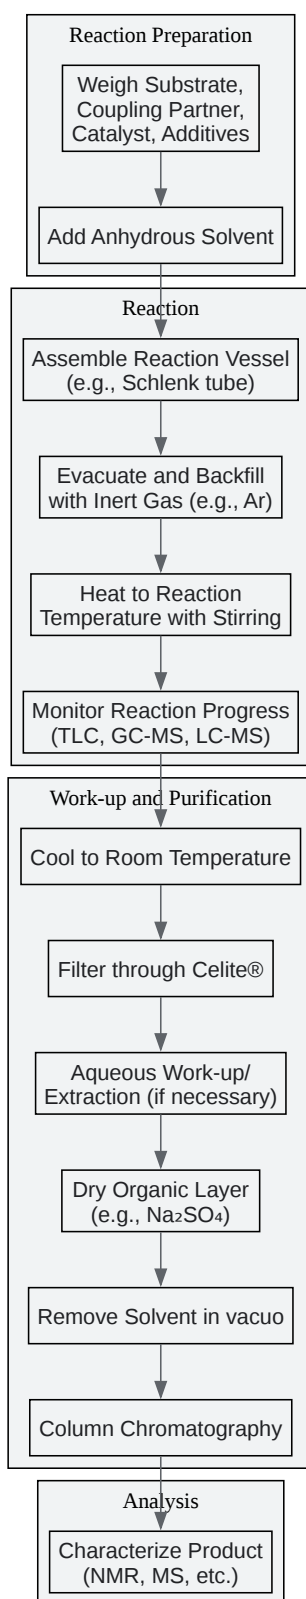 Reaction Preparation
Weigh Substrate,
Coupling Partner,
Catalyst, Additives
Add Anhydrous Solvent
Reaction
Assemble Reaction Vessel
(e.g., Schlenk tube)
Evacuate and Backfill
with Inert Gas (e.g., Ar)
Heat to Reaction
Temperature with Stirring
Monitor Reaction Progress
(TLC, GC-MS, LC-MS)
Work-up and Purification
Cool to Room Temperature
Filter through Celite®
Aqueous Work-up/
Extraction (if necessary)
Dry Organic Layer
(e.g., Na₂SO₄)
Remove Solvent in vacuo
Column Chromatography
Analysis
Characterize Product
(NMR, MS, etc.)